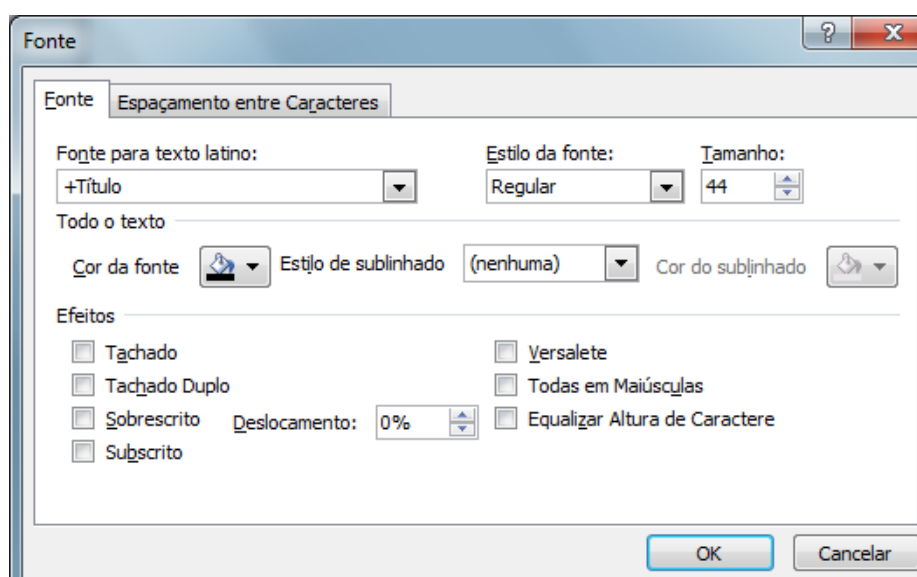 Fonte
?
X
Fonte Espaçamento entre Caracteres
Fonte para texto latino: Estilo da fonte: Tamanho:
+Título Regular 44
Todo o texto
Cor da fonte Estilo de sublinhado (nenhuma) Cor do sublinhado
Efeitos
Tachado Versalete
Tachado Duplo Todas em Maiúsculas
Sobrescrito Deslocamento: 0% Equalizar Altura de Caractere
Subscrito
OK Cancelar